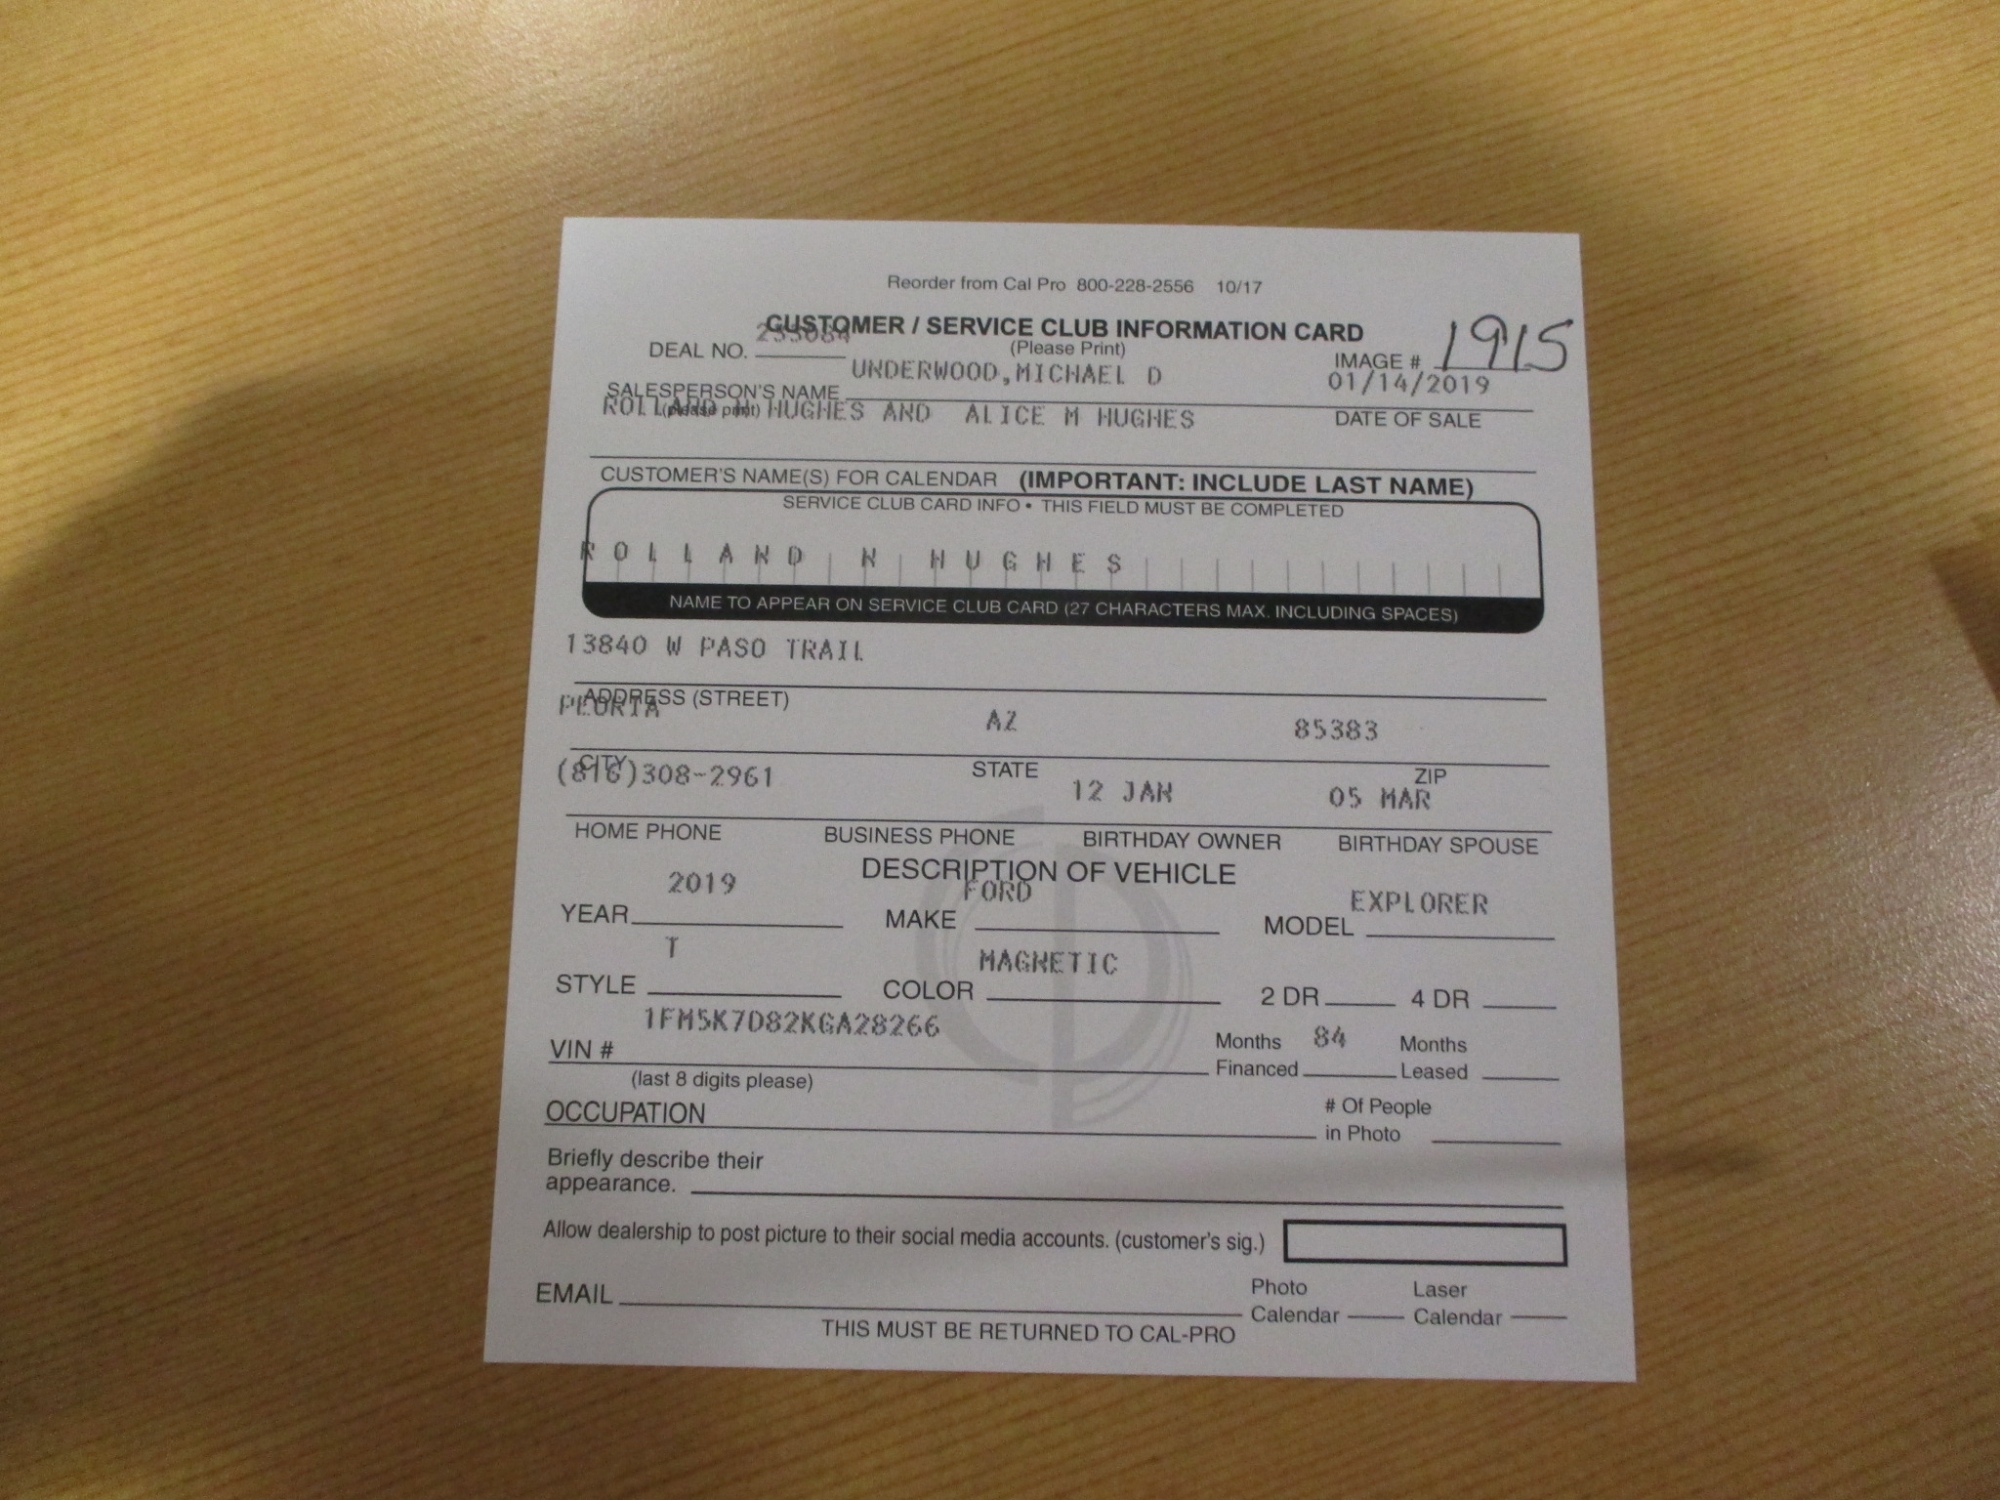 Reorder from Cal Pro 800-228-2556 10/17
CUSTOMER / SERVICE CLUB INFORMATION CARD
(Please Print)
DEAL NO. 255084
IMAGE # 1915
UNDERWOOD,MICHAEL D
01/14/2019
SALESPERSON'S NAME
(please print)
DATE OF SALE
ROLLAND N HUGHES AND ALICE M HUGHES
CUSTOMER'S NAME(S) FOR CALENDAR (IMPORTANT: INCLUDE LAST NAME)
SERVICE CLUB CARD INFO • THIS FIELD MUST BE COMPLETED
ROLLAND N HUGHES
NAME TO APPEAR ON SERVICE CLUB CARD (27 CHARACTERS MAX. INCLUDING SPACES)
13840 W PASO TRAIL
ADDRESS (STREET)
PEORIA AZ 85383
CITY STATE ZIP
(816)308-2961 12 JAN 05 MAR
HOME PHONE BUSINESS PHONE BIRTHDAY OWNER BIRTHDAY SPOUSE
DESCRIPTION OF VEHICLE
2019 FORD EXPLORER
YEAR MAKE MODEL
T MAGNETIC
STYLE COLOR 2 DR 4 DR
1FM5K7D82KGA28266
VIN # Months Financed 84 Months Leased
(last 8 digits please)
OCCUPATION # Of People in Photo
Briefly describe their
appearance.
Allow dealership to post picture to their social media accounts. (customer's sig.)
EMAIL Photo Calendar Laser Calendar
THIS MUST BE RETURNED TO CAL-PRO